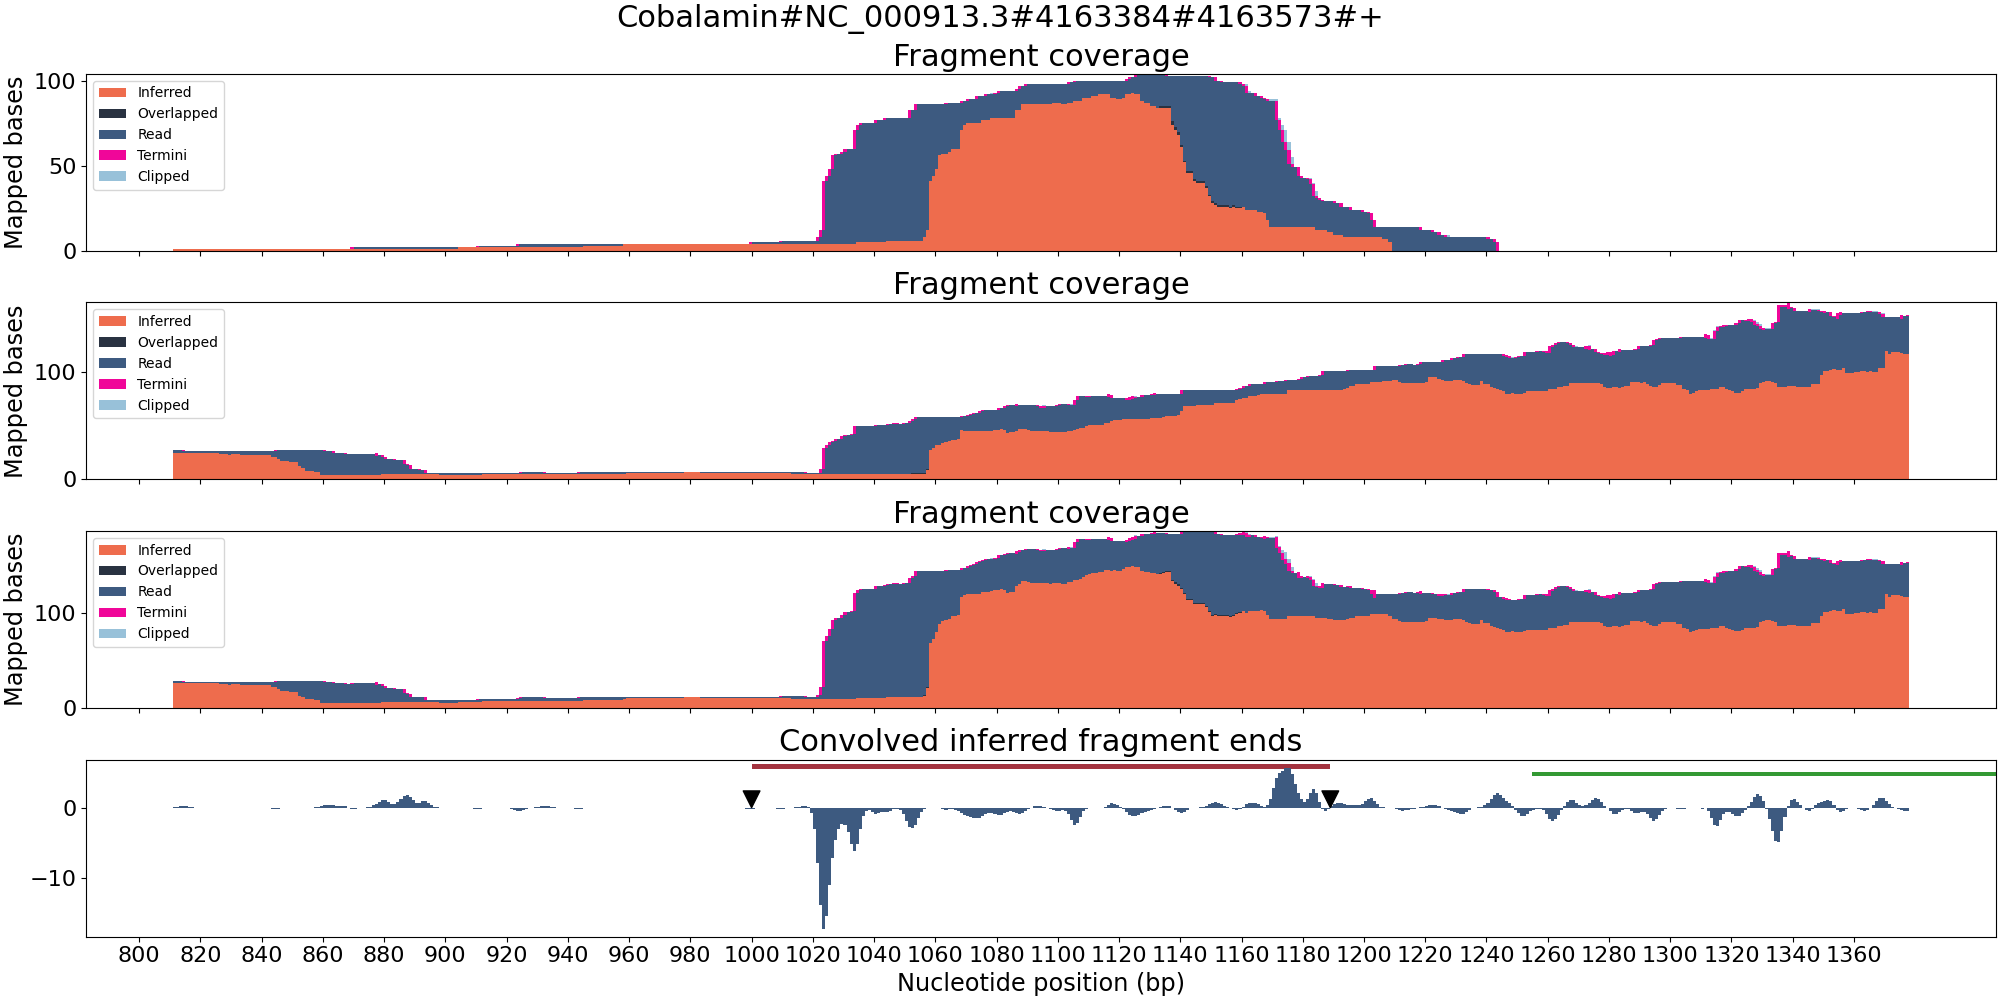 Cobalamin#NC_000913.3#4163384#4163573#+
Fragment coverage
Mapped bases
100
50
0
Inferred
Overlapped
Read
Termini
Clipped
Fragment coverage
Mapped bases
100
0
Inferred
Overlapped
Read
Termini
Clipped
Fragment coverage
Mapped bases
100
0
Inferred
Overlapped
Read
Termini
Clipped
Convolved inferred fragment ends
0
−10
800 820 840 860 880 900 920 940 960 980 1000 1020 1040 1060 1080 1100 1120 1140 1160 1180 1200 1220 1240 1260 1280 1300 1320 1340 1360
Nucleotide position (bp)